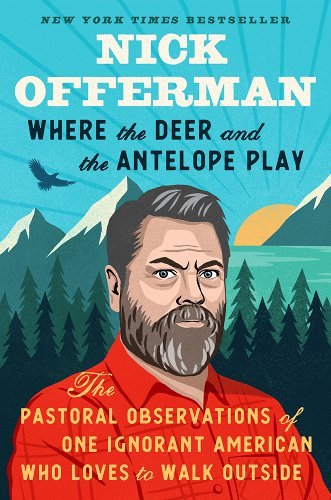 NEW YORK TIMES BESTSELLER
NICK
OFFERMAN
WHERE the DEER and
the ANTELOPE PLAY
The
PASTORAL OBSERVATIONS of
ONE IGNORANT AMERICAN
WHO LOVES to WALK OUTSIDE